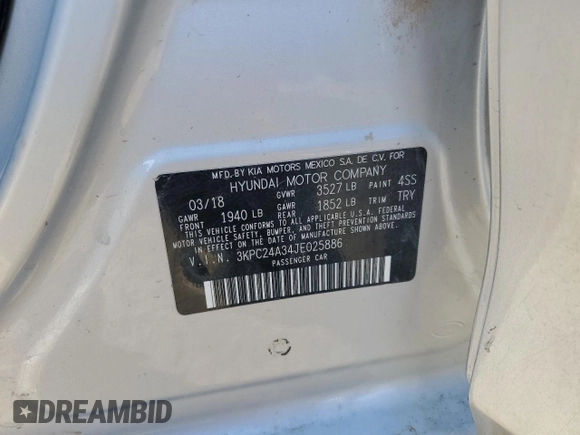 MFD. BY KIA MOTORS MEXICO S.A. DE C.V. FOR
HYUNDAI MOTOR COMPANY
03/18 GVWR 3527 LB PAINT 4SS
GAWR FRONT 1940 LB GAWR REAR 1852 LB TRIM TRY
THIS VEHICLE CONFORMS TO ALL APPLICABLE U.S.A. FEDERAL
MOTOR VEHICLE SAFETY, BUMPER, AND THEFT PREVENTION STANDARDS
IN EFFECT ON THE DATE OF MANUFACTURE SHOWN ABOVE.
V.I.N. 3KPC24A34JE025886
PASSENGER CAR
DREAMBID